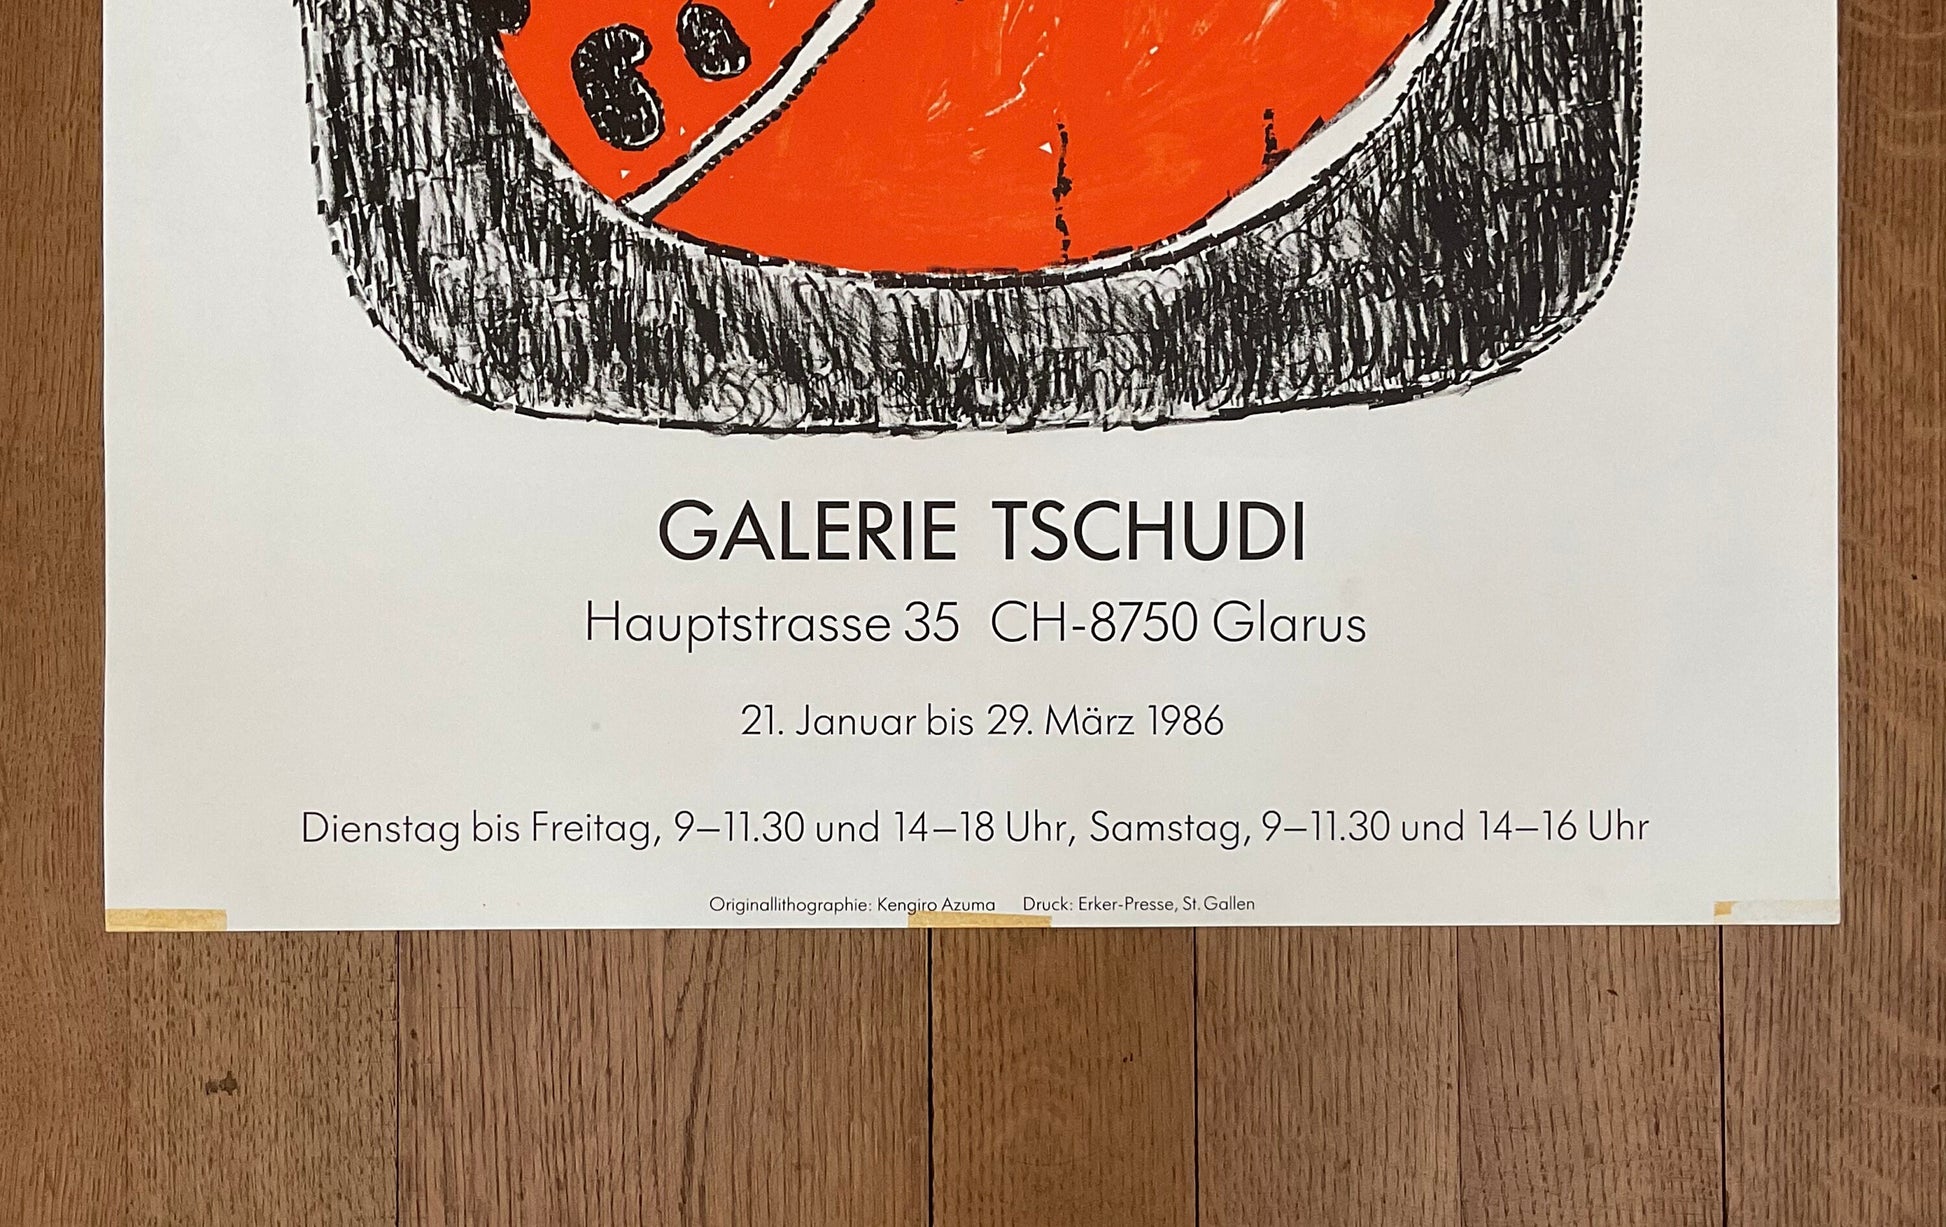 GALERIE TSCHUDI
Hauptstrasse 35 CH-8750 Glarus
21. Januar bis 29. März 1986
Dienstag bis Freitag, 9–11.30 und 14–18 Uhr, Samstag, 9–11.30 und 14–16 Uhr
Originallithographie: Kengiro Azuma Druck: Erker-Presse, St. Gallen